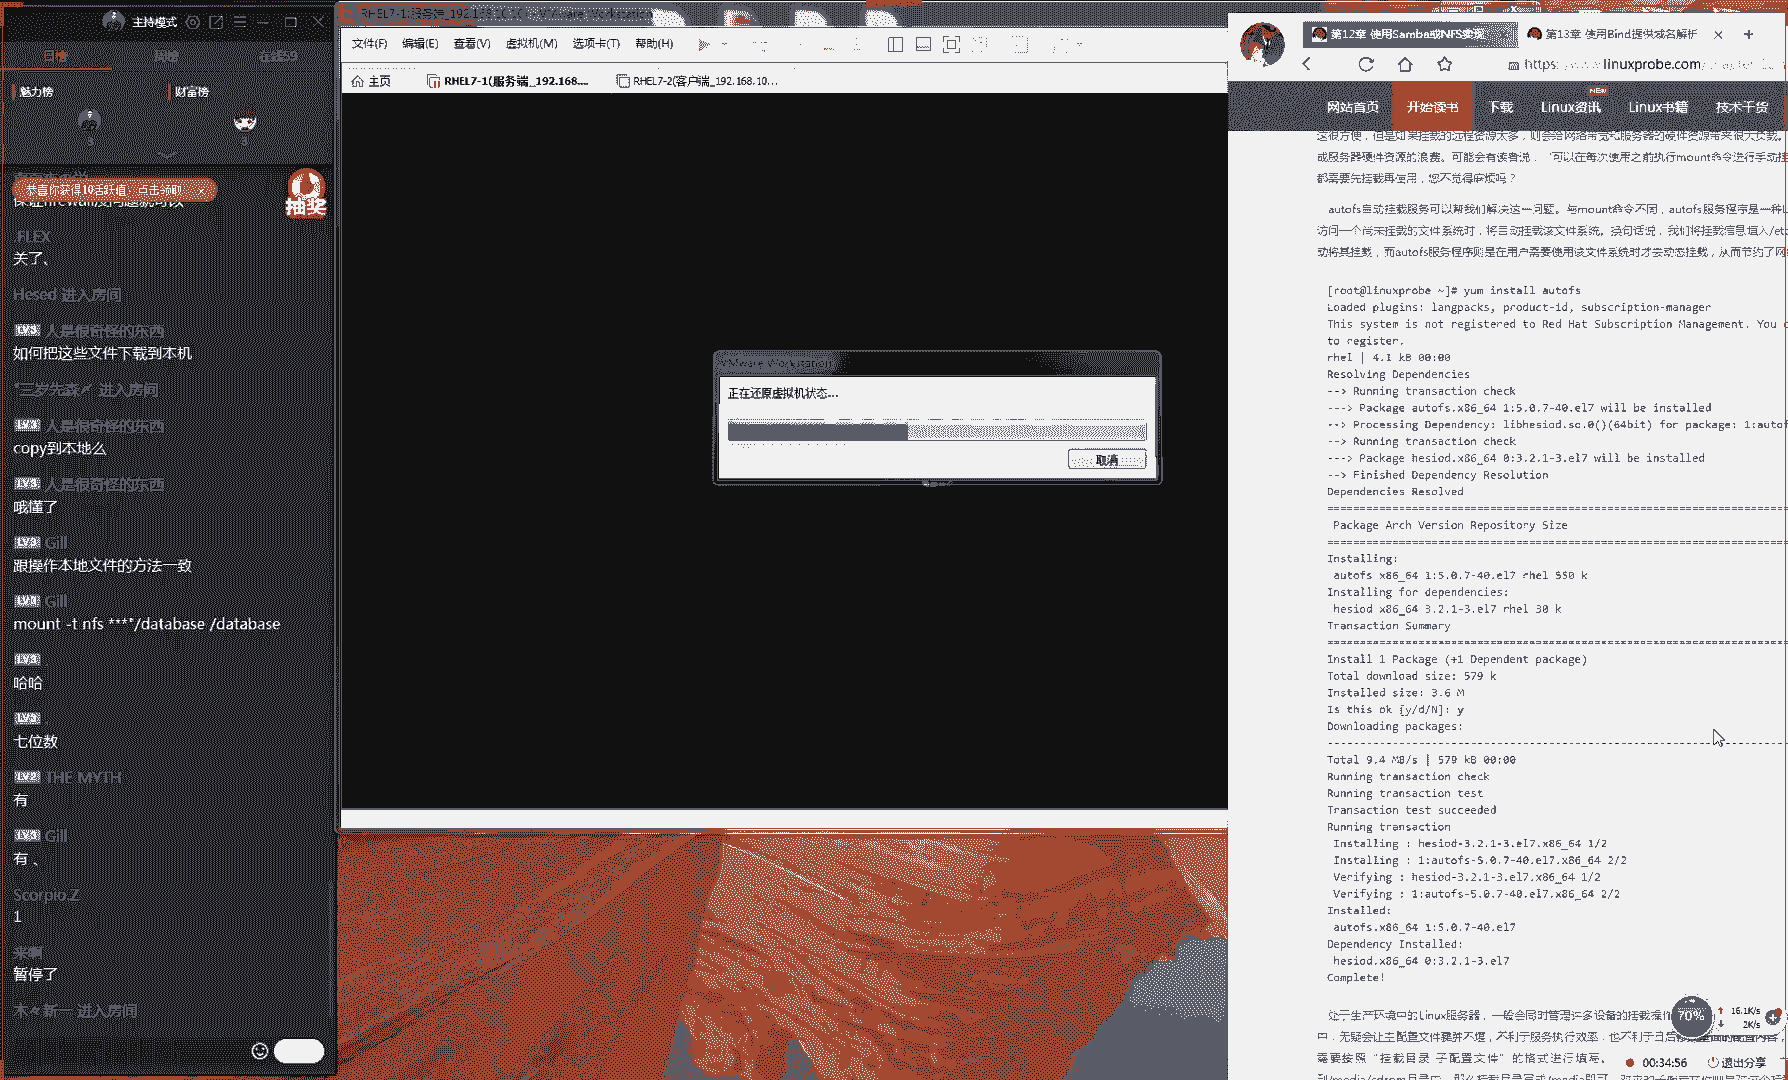 主持模式
日榜
周榜
魅力榜
财富榜
恭喜你获得10活跃值，点击领取
抽奖
.FLEX
关了、
Hesed 进入房间
LV3 人是很奇怪的东西
如何把这些文件下载到本机
进入房间
LV3 人是很奇怪的东西
copy到本地么
LV3 人是很奇怪的东西
哦懂了
LV3 Gill
跟操作本地文件的方法一致
LV3 Gill
mount -t nfs ****/database /database
LV3
哈哈
LV3
七位数
LV2 THE MYTH
有
LV3 Gill
有、
Scorpio.Z
1
暂停了
进入房间
文件(F) 编辑(E) 查看(V) 虚拟机(M) 选项卡(T) 帮助(H)
主页
RHEL7-1(服务端_192.168....
RHEL7-2(客户端_192.168.10...
VMware Workstation
正在还原虚拟机状态...
取消
第12章 使用Samba或NFS实现
第13章 使用Bind提供域名解析
linuxprobe.com
网站首页 开始读书 下载 Linux资讯 NEW Linux书籍 技术干货
这很方便，但是如果挂载的远程资源太多，则会给网络带宽和服务器的硬件资源带来很大负载。
或服务器硬件资源的浪费。可能会有读者说，"可以在每次使用之前执行mount命令进行手动挂
都需要先挂载再使用，您不觉得麻烦吗？
autofs自动挂载服务可以帮我们解决这一问题。与mount命令不同，autofs服务程序是一种
访问一个尚未挂载的文件系统时，将自动挂载该文件系统。换句话说，我们将挂载信息填入/etc
动将其挂载，而autofs服务程序则是在用户需要使用该文件系统时才去动态挂载，从而节约了网
[root@linuxprobe ~]# yum install autofs
Loaded plugins: langpacks, product-id, subscription-manager
This system is not registered to Red Hat Subscription Management. You
to register.
rhel | 4.1 kB 00:00
Resolving Dependencies
--> Running transaction check
---> Package autofs.x86_64 1:5.0.7-40.el7 will be installed
--> Processing Dependency: libhesiod.so.0()(64bit) for package: 1:autof
--> Running transaction check
---> Package hesiod.x86_64 0:3.2.1-3.el7 will be installed
--> Finished Dependency Resolution
Dependencies Resolved
Package Arch Version Repository Size
Installing:
autofs x86_64 1:5.0.7-40.el7 rhel 550 k
Installing for dependencies:
hesiod x86_64 3.2.1-3.el7 rhel 30 k
Transaction Summary
Install 1 Package (+1 Dependent package)
Total download size: 579 k
Installed size: 3.6 M
Is this ok [y/d/N]: y
Downloading packages:
Total 9.4 MB/s | 579 kB 00:00
Running transaction check
Running transaction test
Transaction test succeeded
Running transaction
Installing : hesiod-3.2.1-3.el7.x86_64 1/2
Installing : 1:autofs-5.0.7-40.el7.x86_64 2/2
Verifying : hesiod-3.2.1-3.el7.x86_64 1/2
Verifying : 1:autofs-5.0.7-40.el7.x86_64 2/2
Installed:
autofs.x86_64 1:5.0.7-40.el7
Dependency Installed:
hesiod.x86_64 0:3.2.1-3.el7
Complete!
处于生产环境中的Linux服务器，一般会同时管理许多设备的挂载操作
中，无疑会让主配置文件臃肿不堪，不利于服务执行效率，也不利于日后
需要按照"挂载目录 子配置文件"的格式进行填写。
70%
16.1K/s
2K/s
00:34:56
退出分享